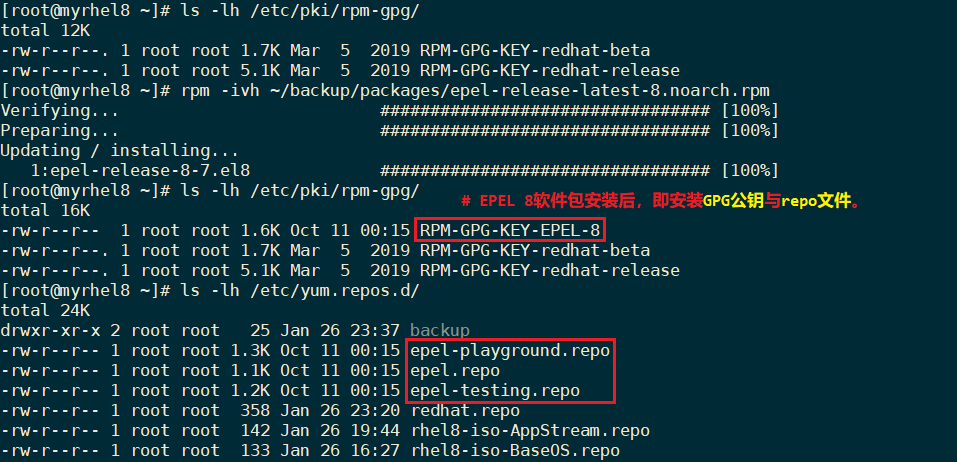 [root@myrhel8 ~]# ls -lh /etc/pki/rpm-gpg/
total 12K
-rw-r--r--. 1 root root 1.7K Mar  5  2019 RPM-GPG-KEY-redhat-beta
-rw-r--r--. 1 root root 5.1K Mar  5  2019 RPM-GPG-KEY-redhat-release
[root@myrhel8 ~]# rpm -ivh ~/backup/packages/epel-release-latest-8.noarch.rpm
Verifying...                          ################################# [100%]
Preparing...                          ################################# [100%]
Updating / installing...
   1:epel-release-8-7.el8             ################################# [100%]
[root@myrhel8 ~]# ls -lh /etc/pki/rpm-gpg/
# EPEL 8软件包安装后，即安装GPG公钥与repo文件。
total 16K
-rw-r--r--  1 root root 1.6K Oct 11 00:15 RPM-GPG-KEY-EPEL-8
-rw-r--r--. 1 root root 1.7K Mar  5  2019 RPM-GPG-KEY-redhat-beta
-rw-r--r--. 1 root root 5.1K Mar  5  2019 RPM-GPG-KEY-redhat-release
[root@myrhel8 ~]# ls -lh /etc/yum.repos.d/
total 24K
drwxr-xr-x 2 root root   25 Jan 26 23:37 backup
-rw-r--r-- 1 root root 1.3K Oct 11 00:15 epel-playground.repo
-rw-r--r-- 1 root root 1.1K Oct 11 00:15 epel.repo
-rw-r--r-- 1 root root 1.2K Oct 11 00:15 epel-testing.repo
-rw-r--r-- 1 root root  358 Jan 26 23:20 redhat.repo
-rw-r--r-- 1 root root  142 Jan 26 19:44 rhel8-iso-AppStream.repo
-rw-r--r-- 1 root root  133 Jan 26 16:27 rhel8-iso-BaseOS.repo